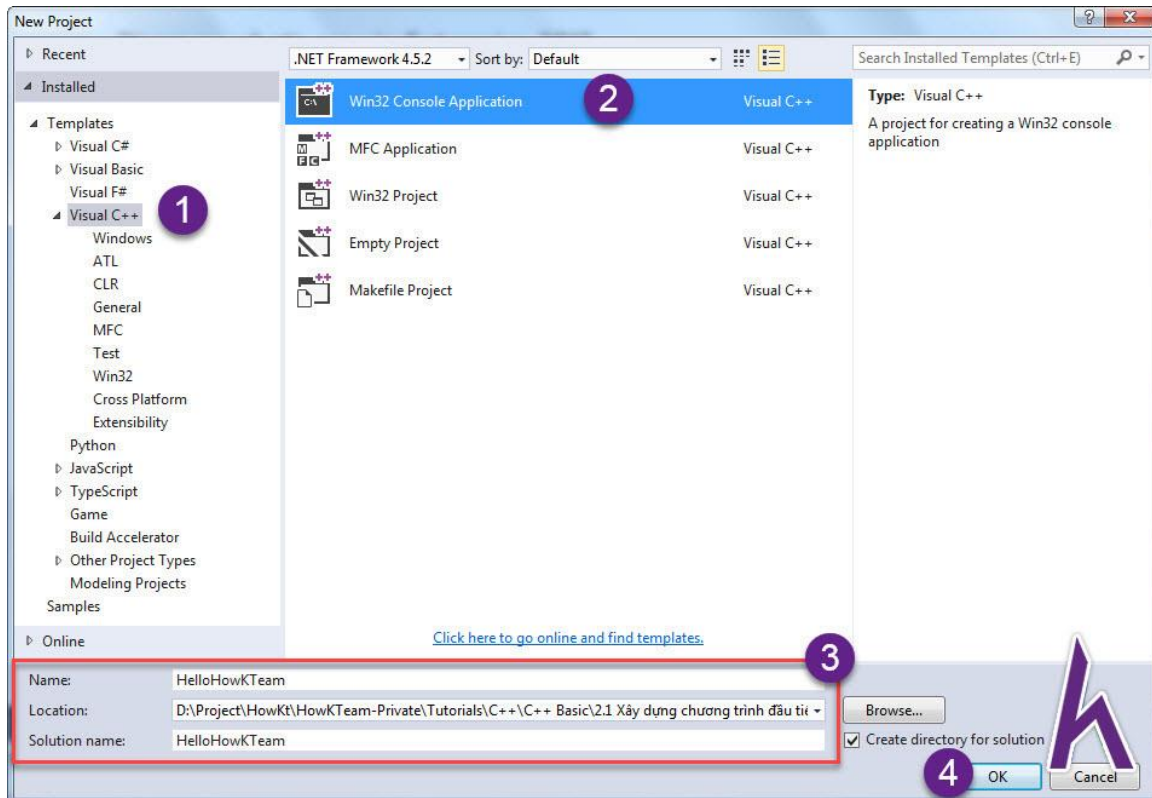 New Project
Recent
.NET Framework 4.5.2 Sort by: Default
Search Installed Templates (Ctrl+E)
Installed
Templates
Visual C#
Visual Basic
Visual F#
Visual C++
Windows
ATL
CLR
General
MFC
Test
Win32
Cross Platform
Extensibility
Python
JavaScript
TypeScript
Game
Build Accelerator
Other Project Types
Modeling Projects
Samples
Online
1
Win32 Console Application 2 Visual C++
MFC Application Visual C++
Win32 Project Visual C++
Empty Project Visual C++
Makefile Project Visual C++
Click here to go online and find templates.
Type: Visual C++
A project for creating a Win32 console
application
3
Name: HelloHowKTeam
Location: D:\Project\HowKt\HowKTeam-Private\Tutorials\C++\C++ Basic\2.1 Xây dựng chương trình đầu tiê Browse...
Solution name: HelloHowKTeam Create directory for solution
4 OK Cancel